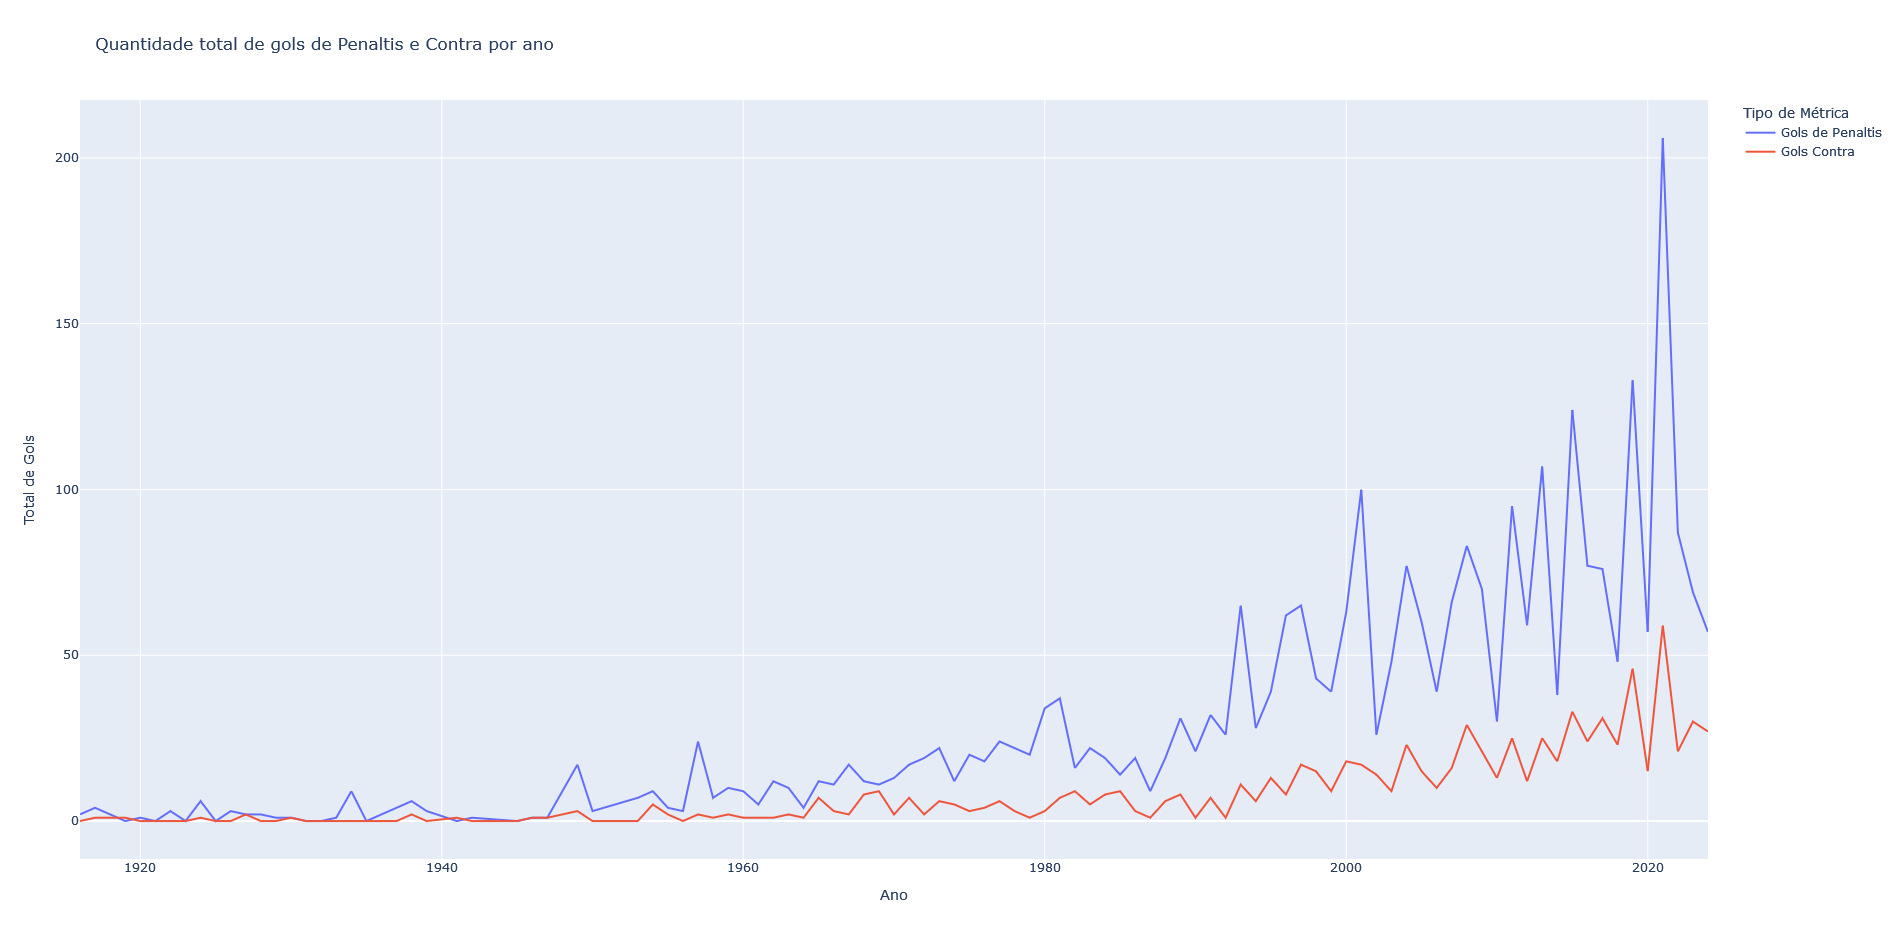 Quantidade total de gols de Penaltis e Contra por ano
Tipo de Métrica
Gols de Penaltis
Gols Contra
Total de Gols
200
150
100
50
0
1920 1940 1960 1980 2000 2020
Ano